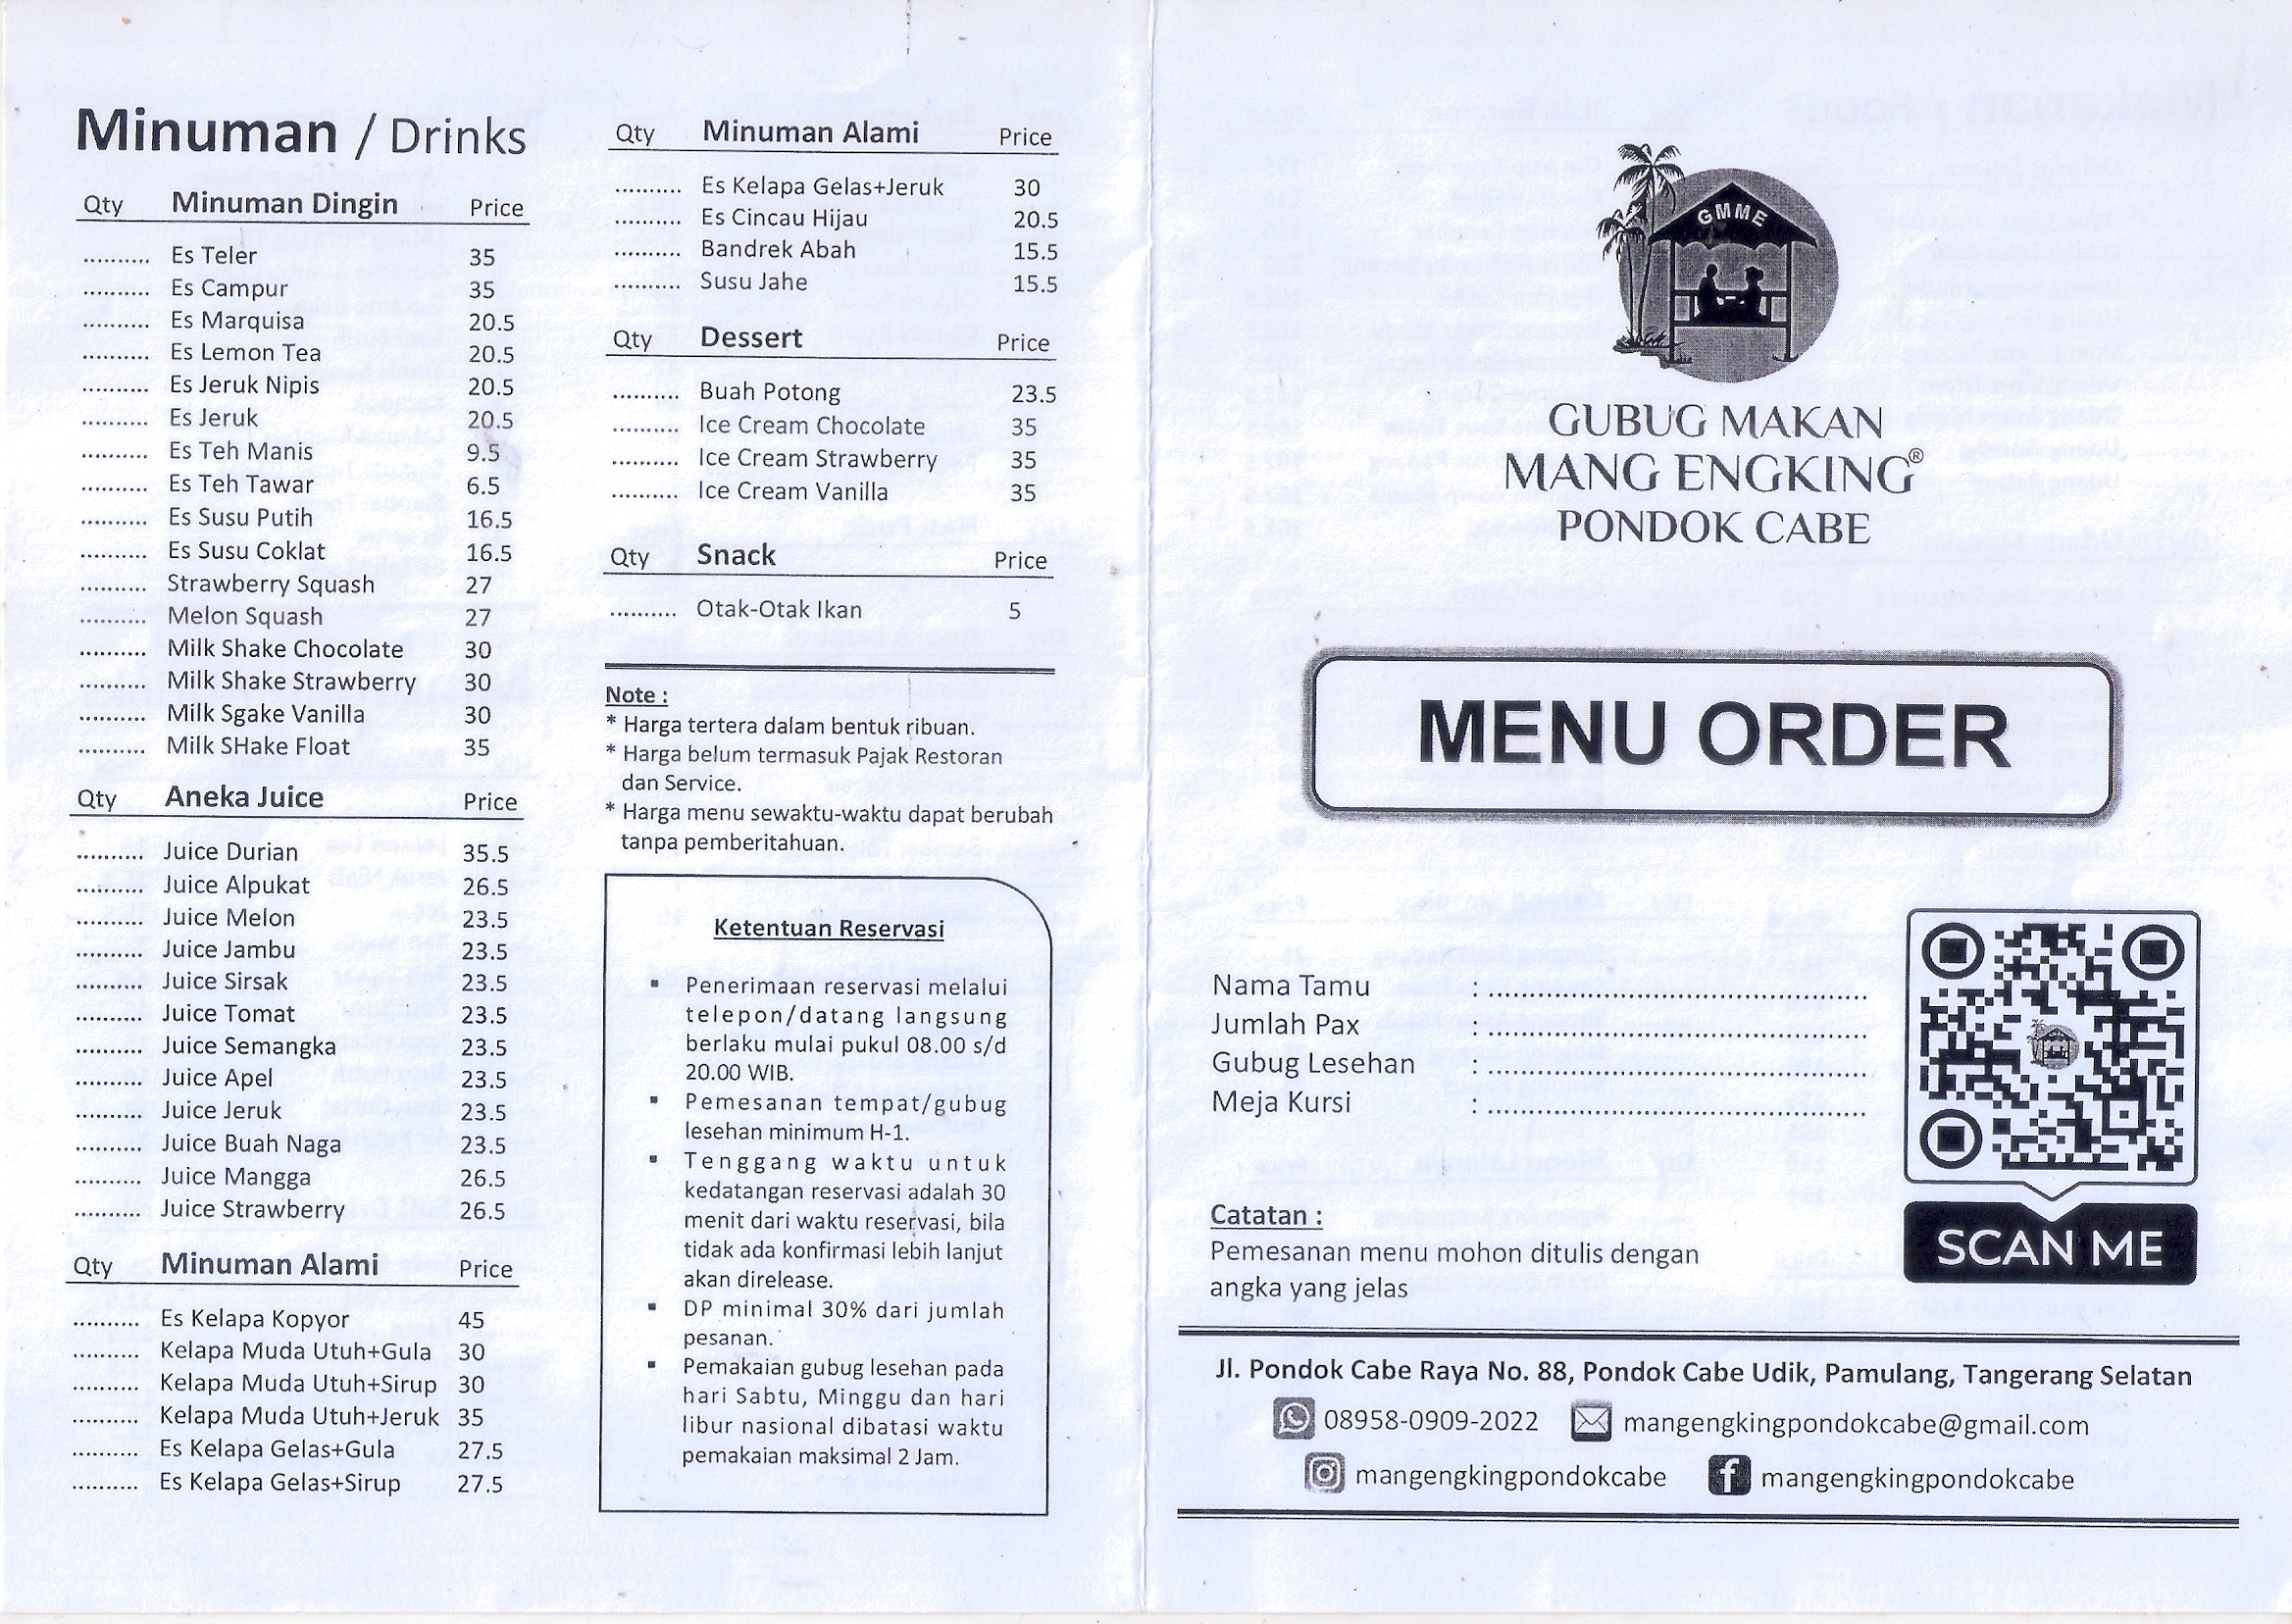 Minuman / Drinks
Qty Minuman Dingin Price
.......... Es Teler 35
.......... Es Campur 35
.......... Es Marquisa 20.5
.......... Es Lemon Tea 20.5
.......... Es Jeruk Nipis 20.5
.......... Es Jeruk 20.5
.......... Es Teh Manis 9.5
.......... Es Teh Tawar 6.5
.......... Es Susu Putih 16.5
.......... Es Susu Coklat 16.5
.......... Strawberry Squash 27
.......... Melon Squash 27
.......... Milk Shake Chocolate 30
.......... Milk Shake Strawberry 30
.......... Milk Sgake Vanilla 30
.......... Milk SHake Float 35
Qty Aneka Juice Price
.......... Juice Durian 35.5
.......... Juice Alpukat 26.5
.......... Juice Melon 23.5
.......... Juice Jambu 23.5
.......... Juice Sirsak 23.5
.......... Juice Tomat 23.5
.......... Juice Semangka 23.5
.......... Juice Apel 23.5
.......... Juice Jeruk 23.5
.......... Juice Buah Naga 23.5
.......... Juice Mangga 26.5
.......... Juice Strawberry 26.5
Qty Minuman Alami Price
.......... Es Kelapa Kopyor 45
.......... Kelapa Muda Utuh+Gula 30
.......... Kelapa Muda Utuh+Sirup 30
.......... Kelapa Muda Utuh+Jeruk 35
.......... Es Kelapa Gelas+Gula 27.5
.......... Es Kelapa Gelas+Sirup 27.5
Qty Minuman Alami Price
.......... Es Kelapa Gelas+Jeruk 30
.......... Es Cincau Hijau 20.5
.......... Bandrek Abah 15.5
.......... Susu Jahe 15.5
Qty Dessert Price
.......... Buah Potong 23.5
.......... Ice Cream Chocolate 35
.......... Ice Cream Strawberry 35
.......... Ice Cream Vanilla 35
Qty Snack Price
.......... Otak-Otak Ikan 5
Note :
* Harga tertera dalam bentuk ribuan.
* Harga belum termasuk Pajak Restoran
dan Service.
* Harga menu sewaktu-waktu dapat berubah
tanpa pemberitahuan.
Ketentuan Reservasi
▪ Penerimaan reservasi melalui
telepon/datang langsung
berlaku mulai pukul 08.00 s/d
20.00 WIB.
▪ Pemesanan tempat/gubug
lesehan minimum H-1.
▪ Tenggang waktu untuk
kedatangan reservasi adalah 30
menit dari waktu reservasi, bila
tidak ada konfirmasi lebih lanjut
akan direlease.
▪ DP minimal 30% dari jumlah
pesanan.
▪ Pemakaian gubug lesehan pada
hari Sabtu, Minggu dan hari
libur nasional dibatasi waktu
pemakaian maksimal 2 Jam.
GMME
GUBUG MAKAN
MANG ENGKING®
PONDOK CABE
MENU ORDER
Nama Tamu : ..........
Jumlah Pax : ..........
Gubug Lesehan : ..........
Meja Kursi : ..........
SCAN ME
Catatan :
Pemesanan menu mohon ditulis dengan
angka yang jelas
Jl. Pondok Cabe Raya No. 88, Pondok Cabe Udik, Pamulang, Tangerang Selatan
08958-0909-2022 mangengkingpondokcabe@gmail.com
mangengkingpondokcabe mangengkingpondokcabe